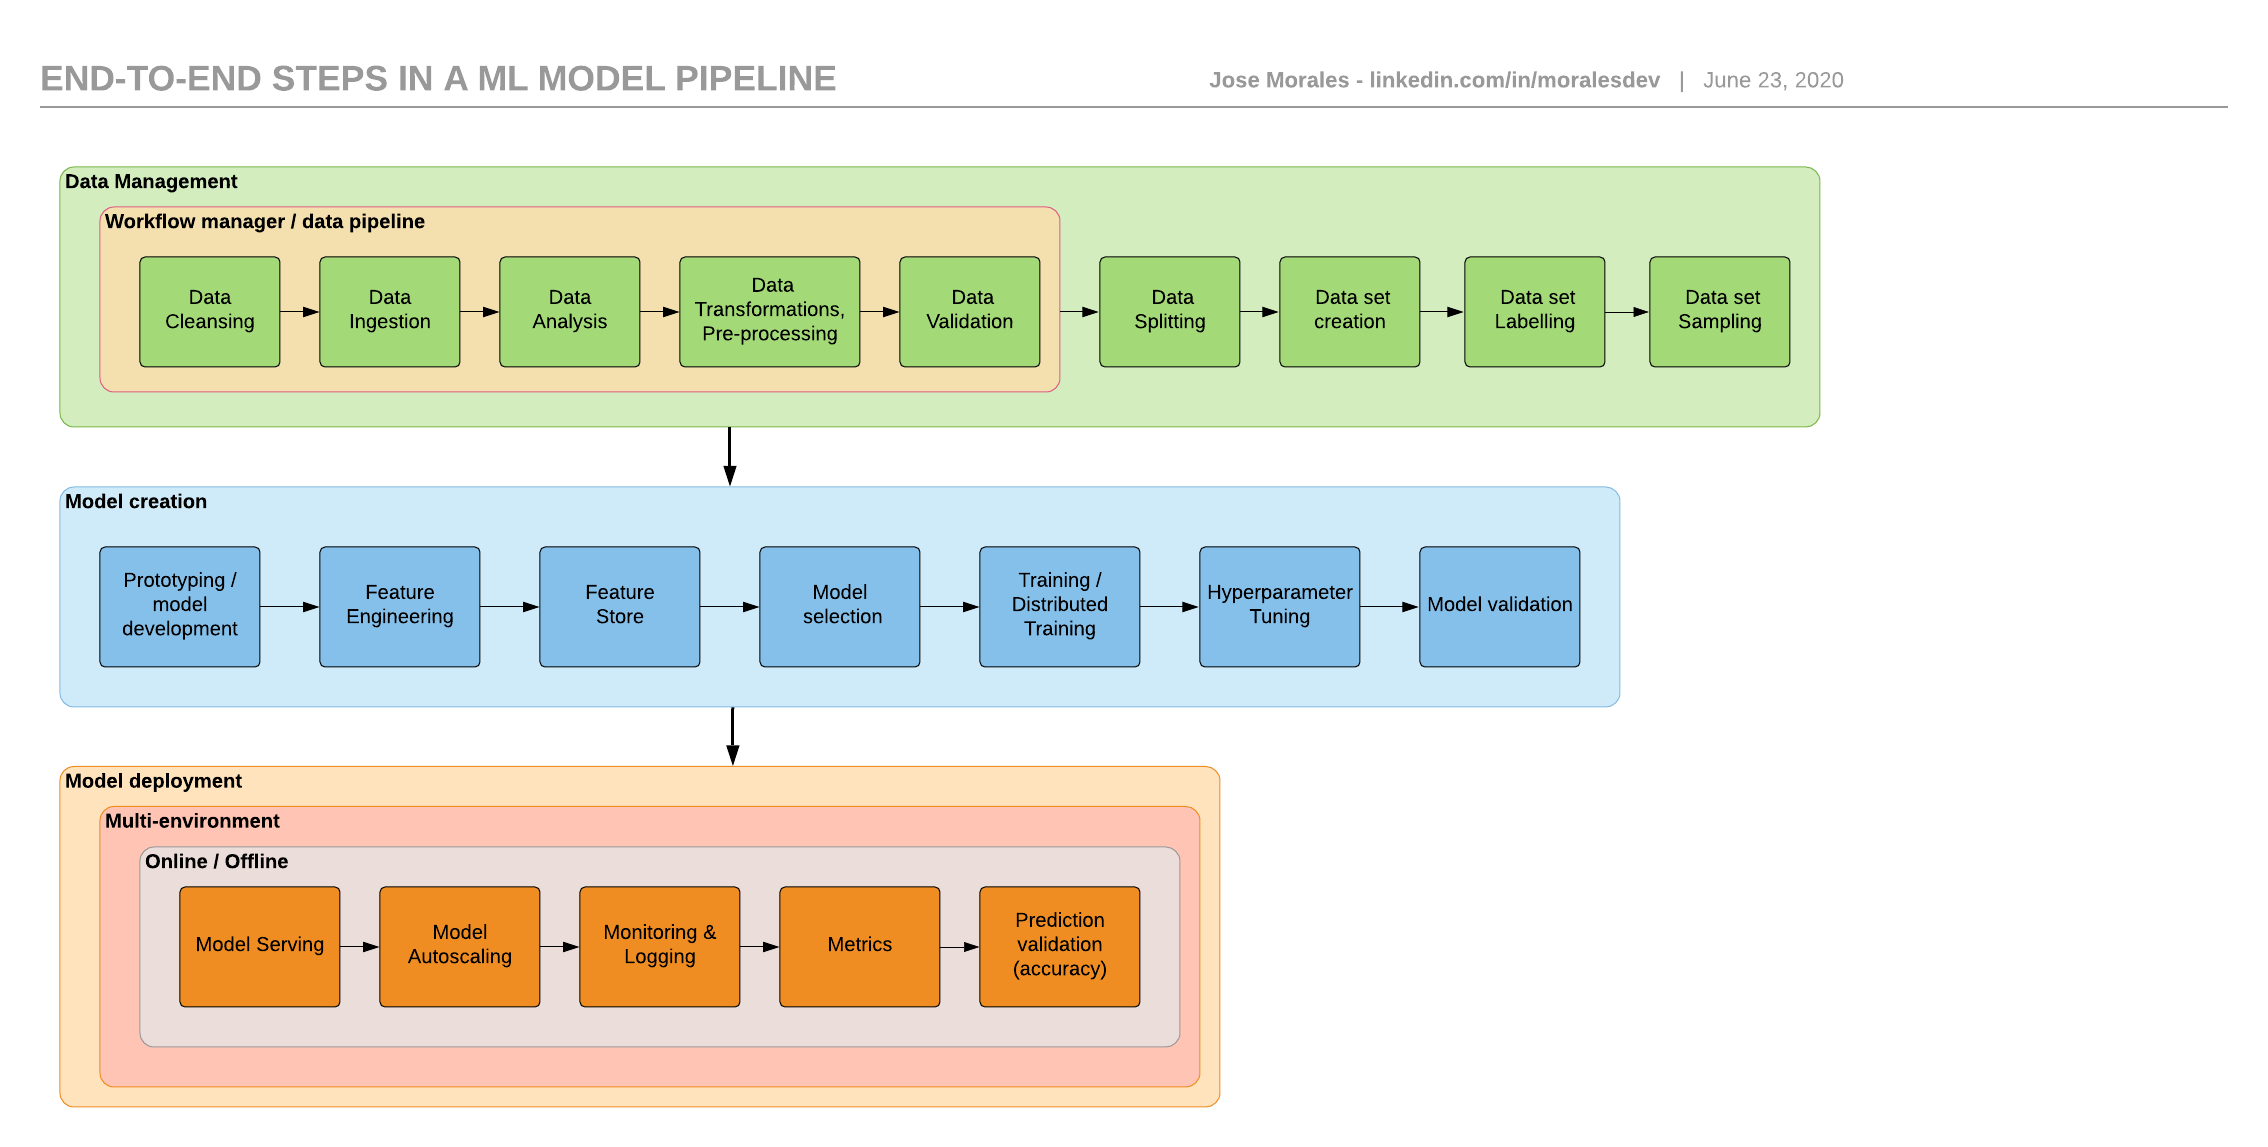 END-TO-END STEPS IN A ML MODEL PIPELINE
Jose Morales - linkedin.com/in/moralesdev | June 23, 2020
Data Management
Workflow manager / data pipeline
Data
Cleansing
Data
Ingestion
Data
Analysis
Data
Transformations,
Pre-processing
Data
Validation
Data
Splitting
Data set
creation
Data set
Labelling
Data set
Sampling
Model creation
Prototyping /
model
development
Feature
Engineering
Feature
Store
Model
selection
Training /
Distributed
Training
Hyperparameter
Tuning
Model validation
Model deployment
Multi-environment
Online / Offline
Model Serving
Model
Autoscaling
Monitoring &
Logging
Metrics
Prediction
validation
(accuracy)